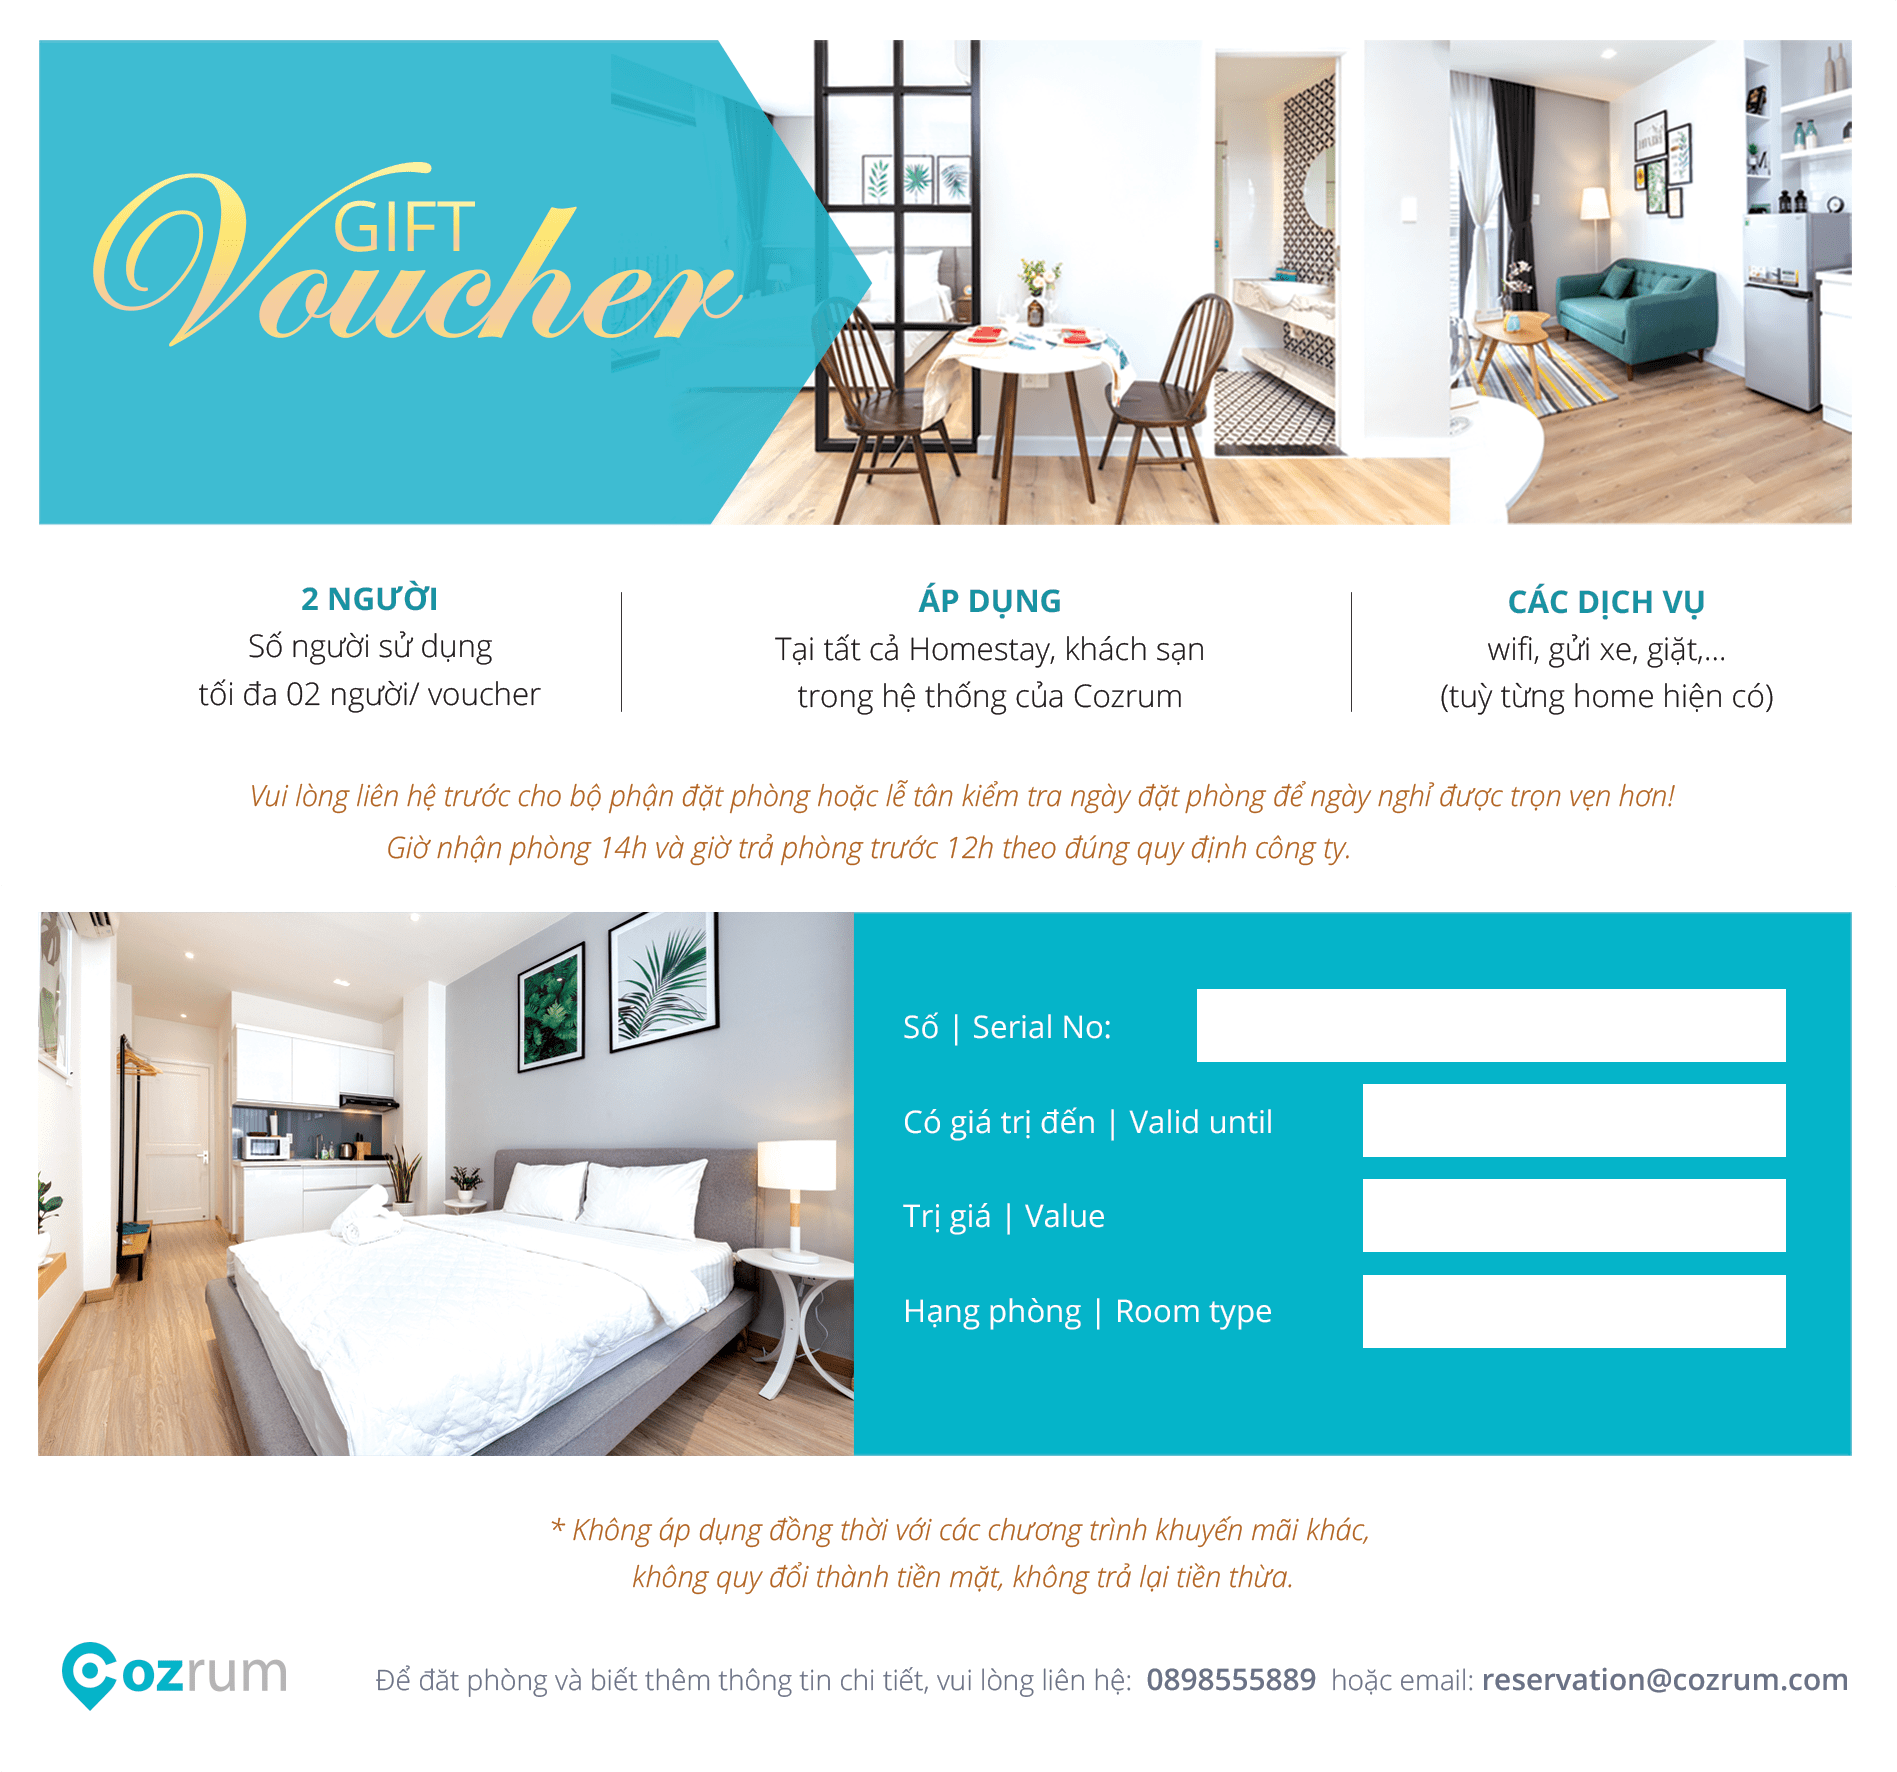 GIFT
Voucher
2 NGƯỜI
Số người sử dụng
tối đa 02 người/ voucher
ÁP DỤNG
Tại tất cả Homestay, khách sạn
trong hệ thống của Cozrum
CÁC DỊCH VỤ
wifi, gửi xe, giặt,...
(tuỳ từng home hiện có)
Vui lòng liên hệ trước cho bộ phận đặt phòng hoặc lễ tân kiểm tra ngày đặt phòng để ngày nghỉ được trọn vẹn hơn!
Giờ nhận phòng 14h và giờ trả phòng trước 12h theo đúng quy định công ty.
Số | Serial No:
Có giá trị đến | Valid until
Trị giá | Value
Hạng phòng | Room type
* Không áp dụng đồng thời với các chương trình khuyến mãi khác,
không quy đổi thành tiền mặt, không trả lại tiền thừa.
Cozrum
Để đăt phòng và biết thêm thông tin chi tiết, vui lòng liên hệ: 0898555889 hoặc email: reservation@cozrum.com